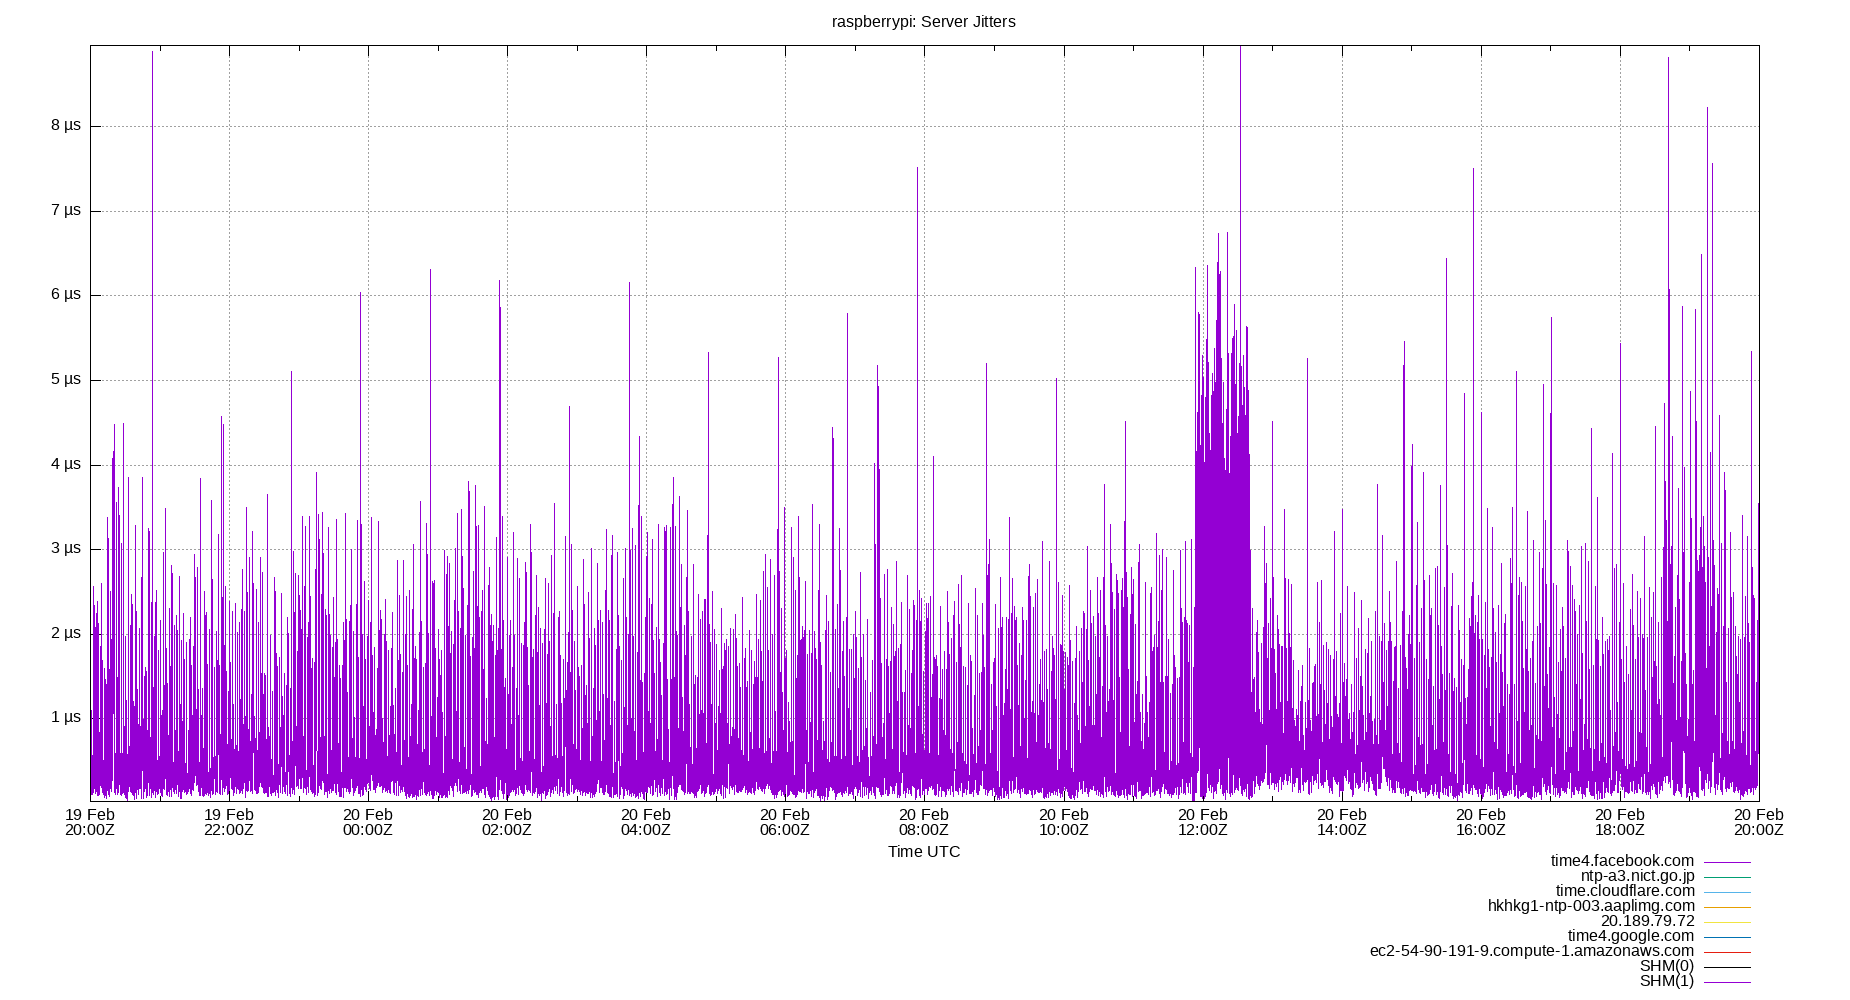 raspberrypi: Server Jitters
8 µs
7 µs
6 µs
5 µs
4 µs
3 µs
2 µs
1 µs
19 Feb 19 Feb 20 Feb 20 Feb 20 Feb 20 Feb 20 Feb 20 Feb 20 Feb 20 Feb 20 Feb 20 Feb 20 Feb
20:00Z 22:00Z 00:00Z 02:00Z 04:00Z 06:00Z 08:00Z 10:00Z 12:00Z 14:00Z 16:00Z 18:00Z 20:00Z
Time UTC
time4.facebook.com
ntp-a3.nict.go.jp
time.cloudflare.com
hkhkg1-ntp-003.aaplimg.com
20.189.79.72
time4.google.com
ec2-54-90-191-9.compute-1.amazonaws.com
SHM(0)
SHM(1)